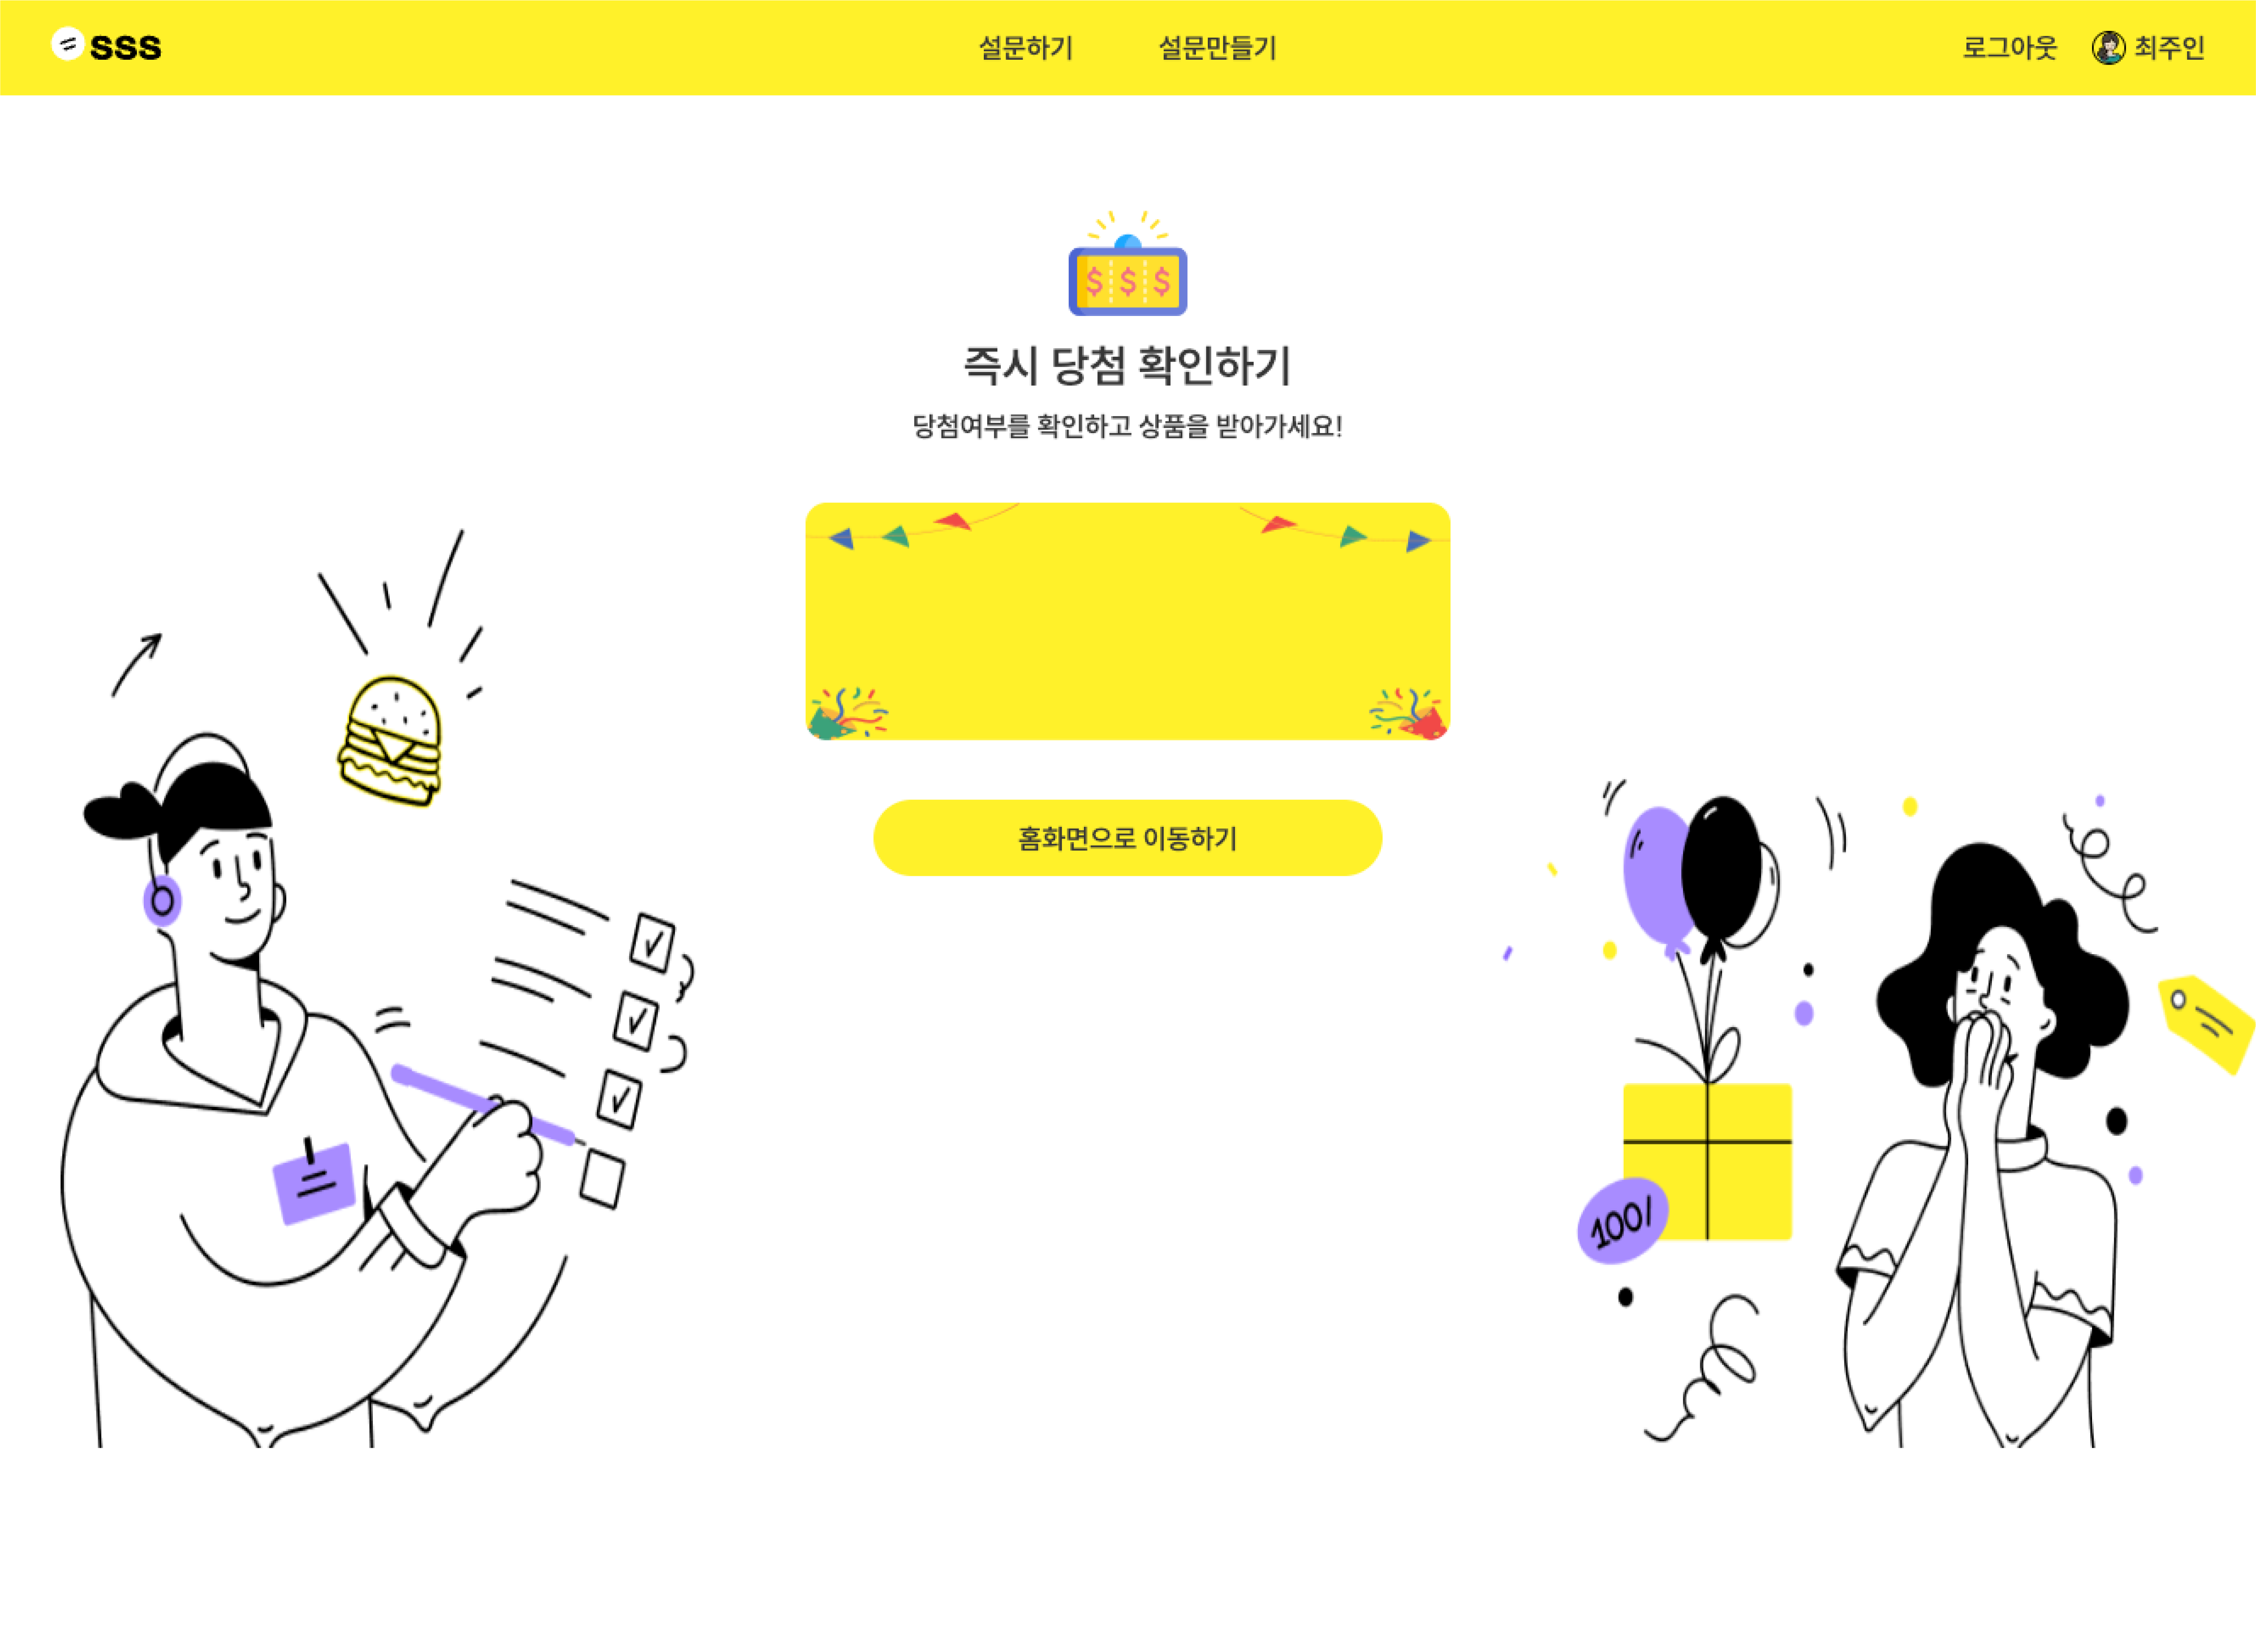 sss
설문하기 설문만들기
로그아웃 최주인
$ $ $
즉시 당첨 확인하기
당첨여부를 확인하고 상품을 받아가세요!
홈화면으로 이동하기
100/